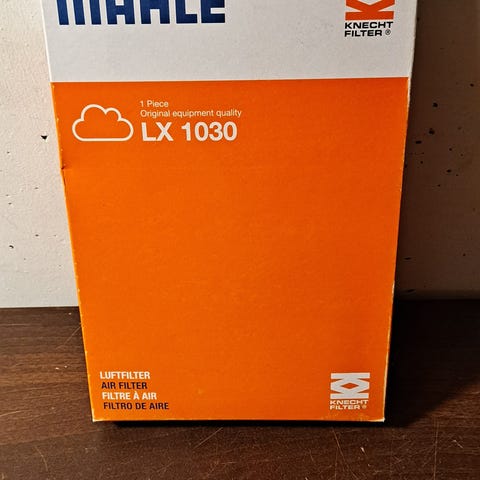 MAHLE
KNECHT
FILTER®
1 Piece
Original equipment quality
LX 1030
LUFTFILTER
AIR FILTER
FILTRE À AIR
FILTRO DE AIRE
KNECHT
FILTER®